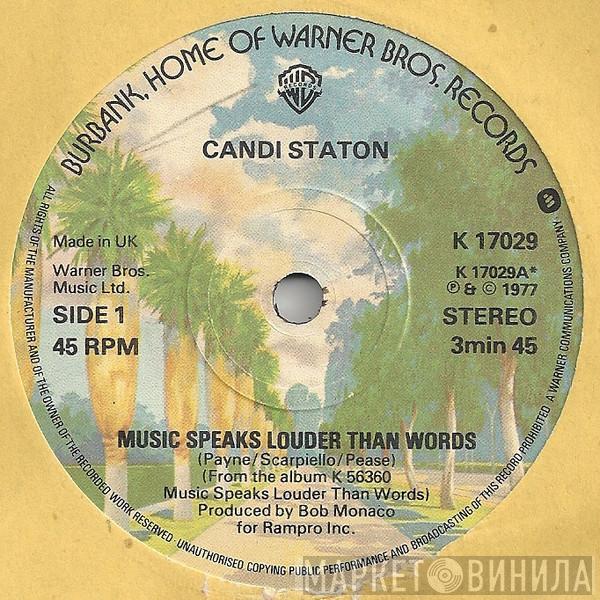 BURBANK, HOME OF WARNER BROS. RECORDS
WB
RECORDS
CANDI STATON
Made in UK
Warner Bros.
Music Ltd.
SIDE 1
45 RPM
K 17029
K 17029A*
℗ & © 1977
STEREO
3min 45
MUSIC SPEAKS LOUDER THAN WORDS
(Payne/Scarpiello/Pease)
(From the album K 56360
Music Speaks Louder Than Words)
Produced by Bob Monaco
for Rampro Inc.
ALL RIGHTS OF THE MANUFACTURER AND OF THE OWNER OF THE RECORDED WORK RESERVED · UNAUTHORISED COPYING PUBLIC PERFORMANCE AND BROADCASTING OF THIS RECORD PROHIBITED A WARNER COMMUNICATIONS COMPANY.
МАРКЕТ ВИНИЛА